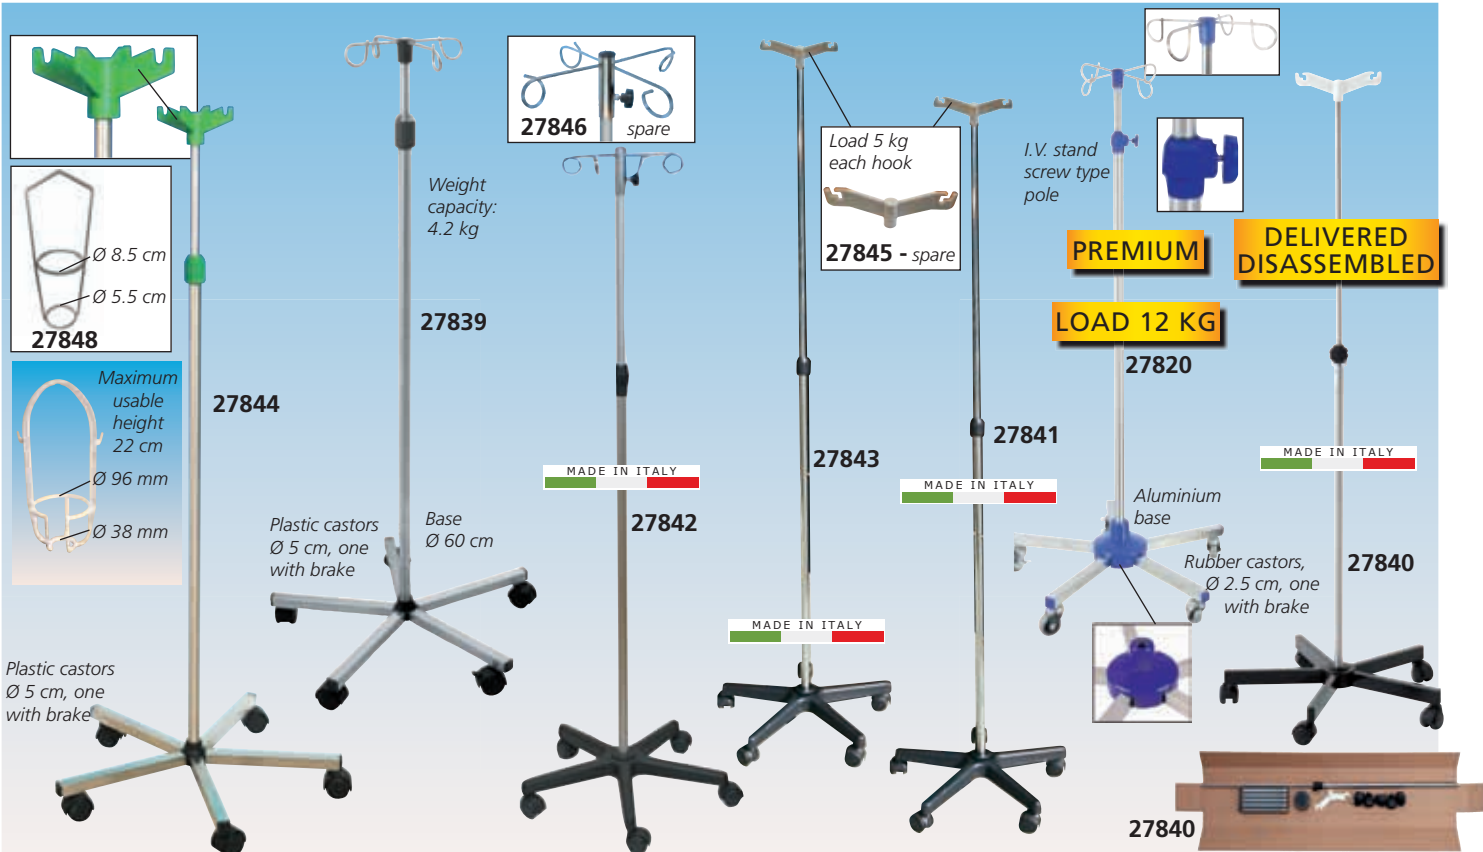 Ø 8.5 cm
Ø 5.5 cm
27848
Maximum
usable
height
22 cm
Ø 96 mm
Ø 38 mm
27844
Plastic castors
Ø 5 cm, one
with brake
Weight
capacity:
4.2 kg
27839
Plastic castors
Ø 5 cm, one
with brake
Base
Ø 60 cm
27846 spare
MADE IN ITALY
27842
Load 5 kg
each hook
27845 - spare
27843
MADE IN ITALY
27841
MADE IN ITALY
I.V. stand
screw type
pole
PREMIUM
LOAD 12 KG
27820
Aluminium
base
Rubber castors,
Ø 2.5 cm, one
with brake
DELIVERED
DISASSEMBLED
MADE IN ITALY
27840
27840